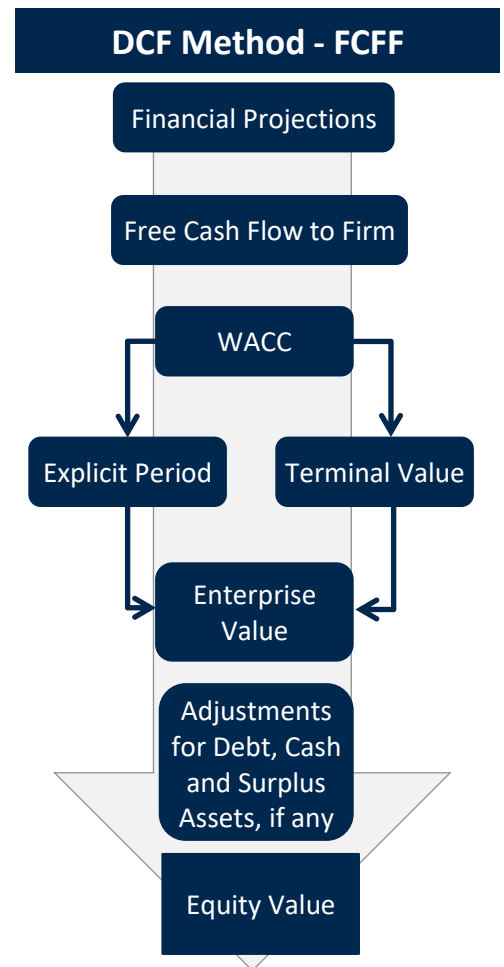 DCF Method - FCFF
Financial Projections
Free Cash Flow to Firm
WACC
Explicit Period
Terminal Value
Enterprise
Value
Adjustments
for Debt, Cash
and Surplus
Assets, if any
Equity Value